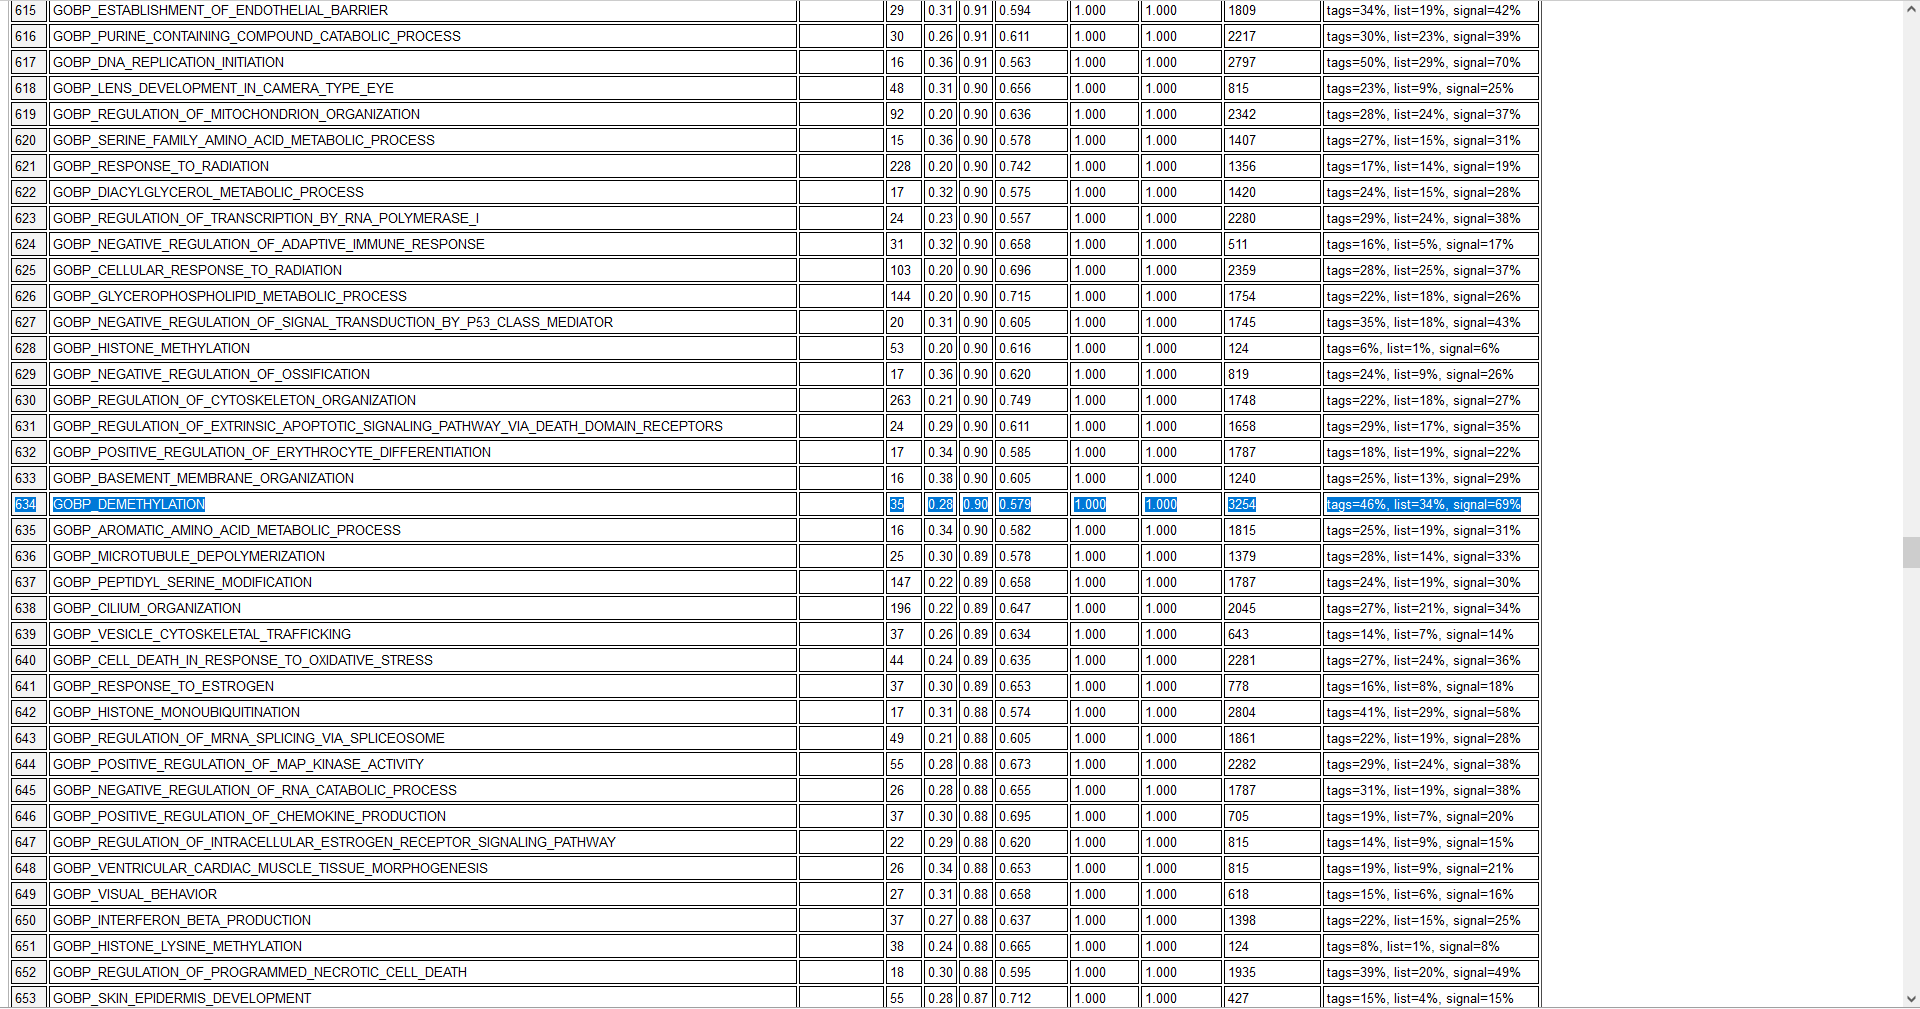 615 GOBP_ESTABLISHMENT_OF_ENDOTHELIAL_BARRIER 29 0.31 0.91 0.594 1.000 1.000 1809 tags=34%, list=19%, signal=42%
616 GOBP_PURINE_CONTAINING_COMPOUND_CATABOLIC_PROCESS 30 0.26 0.91 0.611 1.000 1.000 2217 tags=30%, list=23%, signal=39%
617 GOBP_DNA_REPLICATION_INITIATION 16 0.36 0.91 0.563 1.000 1.000 2797 tags=50%, list=29%, signal=70%
618 GOBP_LENS_DEVELOPMENT_IN_CAMERA_TYPE_EYE 48 0.31 0.90 0.656 1.000 1.000 815 tags=23%, list=9%, signal=25%
619 GOBP_REGULATION_OF_MITOCHONDRION_ORGANIZATION 92 0.20 0.90 0.636 1.000 1.000 2342 tags=28%, list=24%, signal=37%
620 GOBP_SERINE_FAMILY_AMINO_ACID_METABOLIC_PROCESS 15 0.36 0.90 0.578 1.000 1.000 1407 tags=27%, list=15%, signal=31%
621 GOBP_RESPONSE_TO_RADIATION 228 0.20 0.90 0.742 1.000 1.000 1356 tags=17%, list=14%, signal=19%
622 GOBP_DIACYLGLYCEROL_METABOLIC_PROCESS 17 0.32 0.90 0.575 1.000 1.000 1420 tags=24%, list=15%, signal=28%
623 GOBP_REGULATION_OF_TRANSCRIPTION_BY_RNA_POLYMERASE_I 24 0.23 0.90 0.557 1.000 1.000 2280 tags=29%, list=24%, signal=38%
624 GOBP_NEGATIVE_REGULATION_OF_ADAPTIVE_IMMUNE_RESPONSE 31 0.32 0.90 0.658 1.000 1.000 511 tags=16%, list=5%, signal=17%
625 GOBP_CELLULAR_RESPONSE_TO_RADIATION 103 0.20 0.90 0.696 1.000 1.000 2359 tags=28%, list=25%, signal=37%
626 GOBP_GLYCEROPHOSPHOLIPID_METABOLIC_PROCESS 144 0.20 0.90 0.715 1.000 1.000 1754 tags=22%, list=18%, signal=26%
627 GOBP_NEGATIVE_REGULATION_OF_SIGNAL_TRANSDUCTION_BY_P53_CLASS_MEDIATOR 20 0.31 0.90 0.605 1.000 1.000 1745 tags=35%, list=18%, signal=43%
628 GOBP_HISTONE_METHYLATION 53 0.20 0.90 0.616 1.000 1.000 124 tags=6%, list=1%, signal=6%
629 GOBP_NEGATIVE_REGULATION_OF_OSSIFICATION 17 0.36 0.90 0.620 1.000 1.000 819 tags=24%, list=9%, signal=26%
630 GOBP_REGULATION_OF_CYTOSKELETON_ORGANIZATION 263 0.21 0.90 0.749 1.000 1.000 1748 tags=22%, list=18%, signal=27%
631 GOBP_REGULATION_OF_EXTRINSIC_APOPTOTIC_SIGNALING_PATHWAY_VIA_DEATH_DOMAIN_RECEPTORS 24 0.29 0.90 0.611 1.000 1.000 1658 tags=29%, list=17%, signal=35%
632 GOBP_POSITIVE_REGULATION_OF_ERYTHROCYTE_DIFFERENTIATION 17 0.34 0.90 0.585 1.000 1.000 1787 tags=18%, list=19%, signal=22%
633 GOBP_BASEMENT_MEMBRANE_ORGANIZATION 16 0.38 0.90 0.605 1.000 1.000 1240 tags=25%, list=13%, signal=29%
634 GOBP_DEMETHYLATION 35 0.28 0.90 0.579 1.000 1.000 3254 tags=46%, list=34%, signal=69%
635 GOBP_AROMATIC_AMINO_ACID_METABOLIC_PROCESS 16 0.34 0.90 0.582 1.000 1.000 1815 tags=25%, list=19%, signal=31%
636 GOBP_MICROTUBULE_DEPOLYMERIZATION 25 0.30 0.89 0.578 1.000 1.000 1379 tags=28%, list=14%, signal=33%
637 GOBP_PEPTIDYL_SERINE_MODIFICATION 147 0.22 0.89 0.658 1.000 1.000 1787 tags=24%, list=19%, signal=30%
638 GOBP_CILIUM_ORGANIZATION 196 0.22 0.89 0.647 1.000 1.000 2045 tags=27%, list=21%, signal=34%
639 GOBP_VESICLE_CYTOSKELETAL_TRAFFICKING 37 0.26 0.89 0.634 1.000 1.000 643 tags=14%, list=7%, signal=14%
640 GOBP_CELL_DEATH_IN_RESPONSE_TO_OXIDATIVE_STRESS 44 0.24 0.89 0.635 1.000 1.000 2281 tags=27%, list=24%, signal=36%
641 GOBP_RESPONSE_TO_ESTROGEN 37 0.30 0.89 0.653 1.000 1.000 778 tags=16%, list=8%, signal=18%
642 GOBP_HISTONE_MONOUBIQUITINATION 17 0.31 0.88 0.574 1.000 1.000 2804 tags=41%, list=29%, signal=58%
643 GOBP_REGULATION_OF_MRNA_SPLICING_VIA_SPLICEOSOME 49 0.21 0.88 0.605 1.000 1.000 1861 tags=22%, list=19%, signal=28%
644 GOBP_POSITIVE_REGULATION_OF_MAP_KINASE_ACTIVITY 55 0.28 0.88 0.673 1.000 1.000 2282 tags=29%, list=24%, signal=38%
645 GOBP_NEGATIVE_REGULATION_OF_RNA_CATABOLIC_PROCESS 26 0.28 0.88 0.655 1.000 1.000 1787 tags=31%, list=19%, signal=38%
646 GOBP_POSITIVE_REGULATION_OF_CHEMOKINE_PRODUCTION 37 0.30 0.88 0.695 1.000 1.000 705 tags=19%, list=7%, signal=20%
647 GOBP_REGULATION_OF_INTRACELLULAR_ESTROGEN_RECEPTOR_SIGNALING_PATHWAY 22 0.29 0.88 0.620 1.000 1.000 815 tags=14%, list=9%, signal=15%
648 GOBP_VENTRICULAR_CARDIAC_MUSCLE_TISSUE_MORPHOGENESIS 26 0.34 0.88 0.653 1.000 1.000 815 tags=19%, list=9%, signal=21%
649 GOBP_VISUAL_BEHAVIOR 27 0.31 0.88 0.658 1.000 1.000 618 tags=15%, list=6%, signal=16%
650 GOBP_INTERFERON_BETA_PRODUCTION 37 0.27 0.88 0.637 1.000 1.000 1398 tags=22%, list=15%, signal=25%
651 GOBP_HISTONE_LYSINE_METHYLATION 38 0.24 0.88 0.665 1.000 1.000 124 tags=8%, list=1%, signal=8%
652 GOBP_REGULATION_OF_PROGRAMMED_NECROTIC_CELL_DEATH 18 0.30 0.88 0.595 1.000 1.000 1935 tags=39%, list=20%, signal=49%
653 GOBP_SKIN_EPIDERMIS_DEVELOPMENT 55 0.28 0.87 0.712 1.000 1.000 427 tags=15%, list=4%, signal=15%